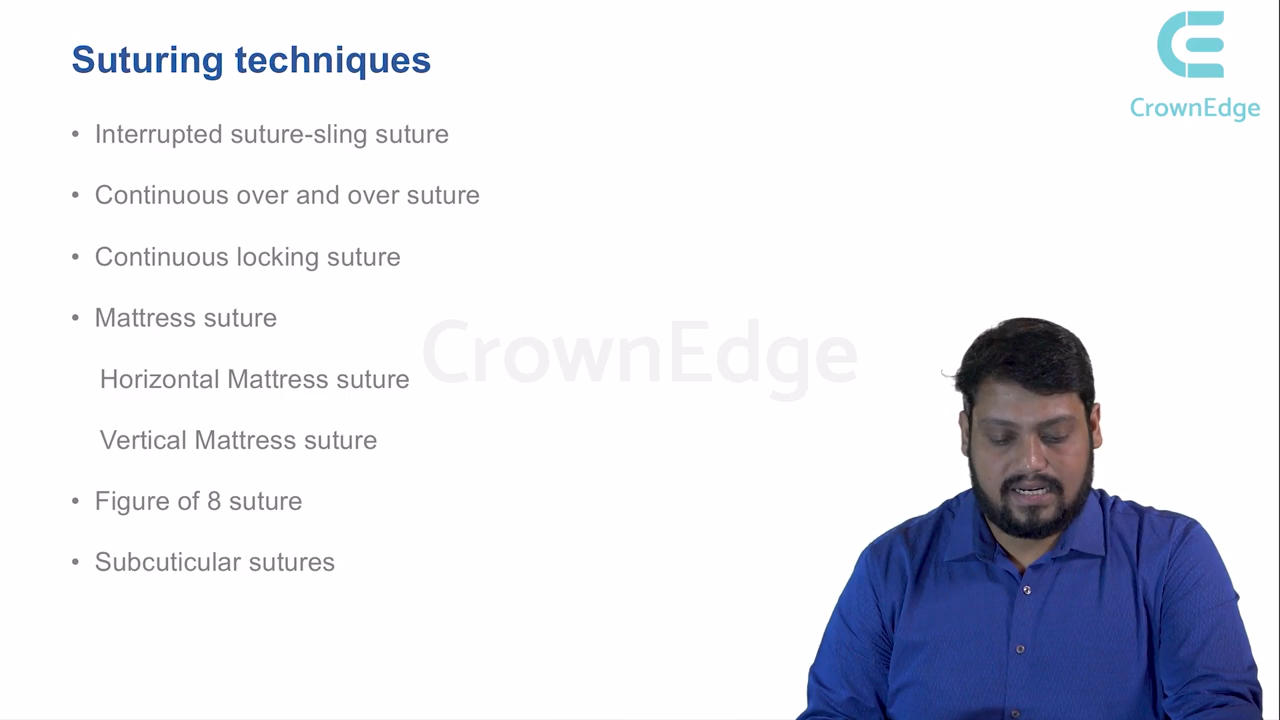 Suturing techniques
CrownEdge
• Interrupted suture-sling suture
• Continuous over and over suture
• Continuous locking suture
• Mattress suture
Horizontal Mattress suture
Vertical Mattress suture
• Figure of 8 suture
• Subcuticular sutures
CrownEdge